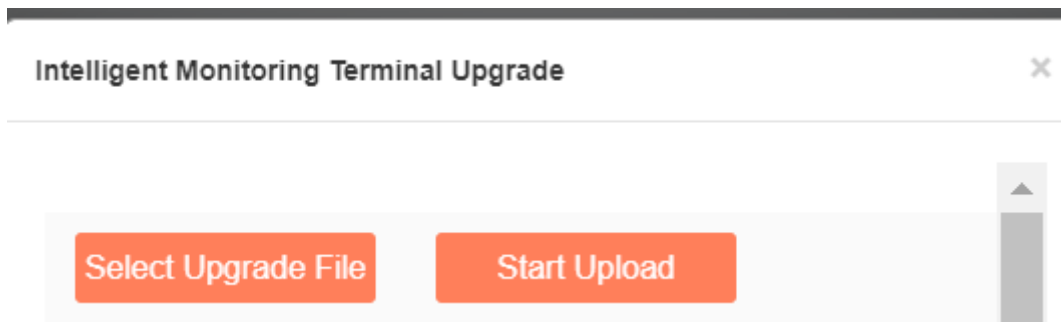 Intelligent Monitoring Terminal Upgrade
Select Upgrade File
Start Upload